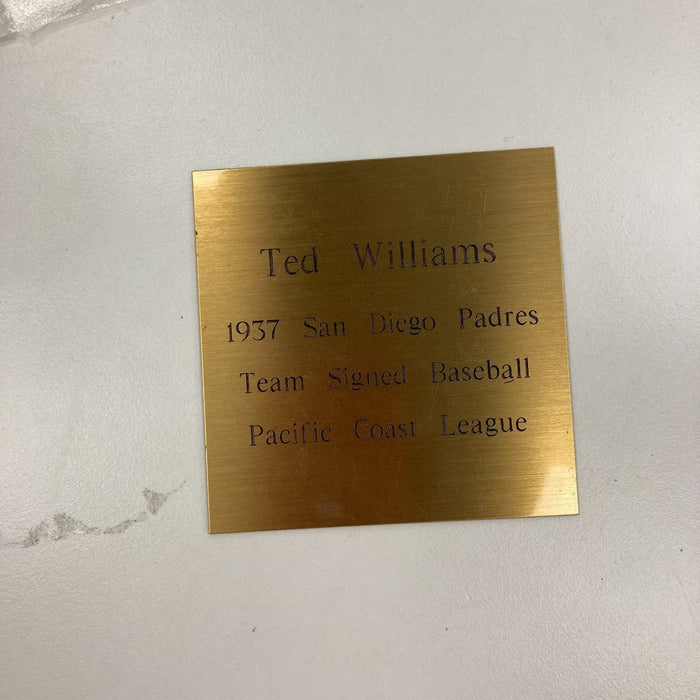 Ted Williams
1937 San Diego Padres
Team Signed Baseball
Pacific Coast League